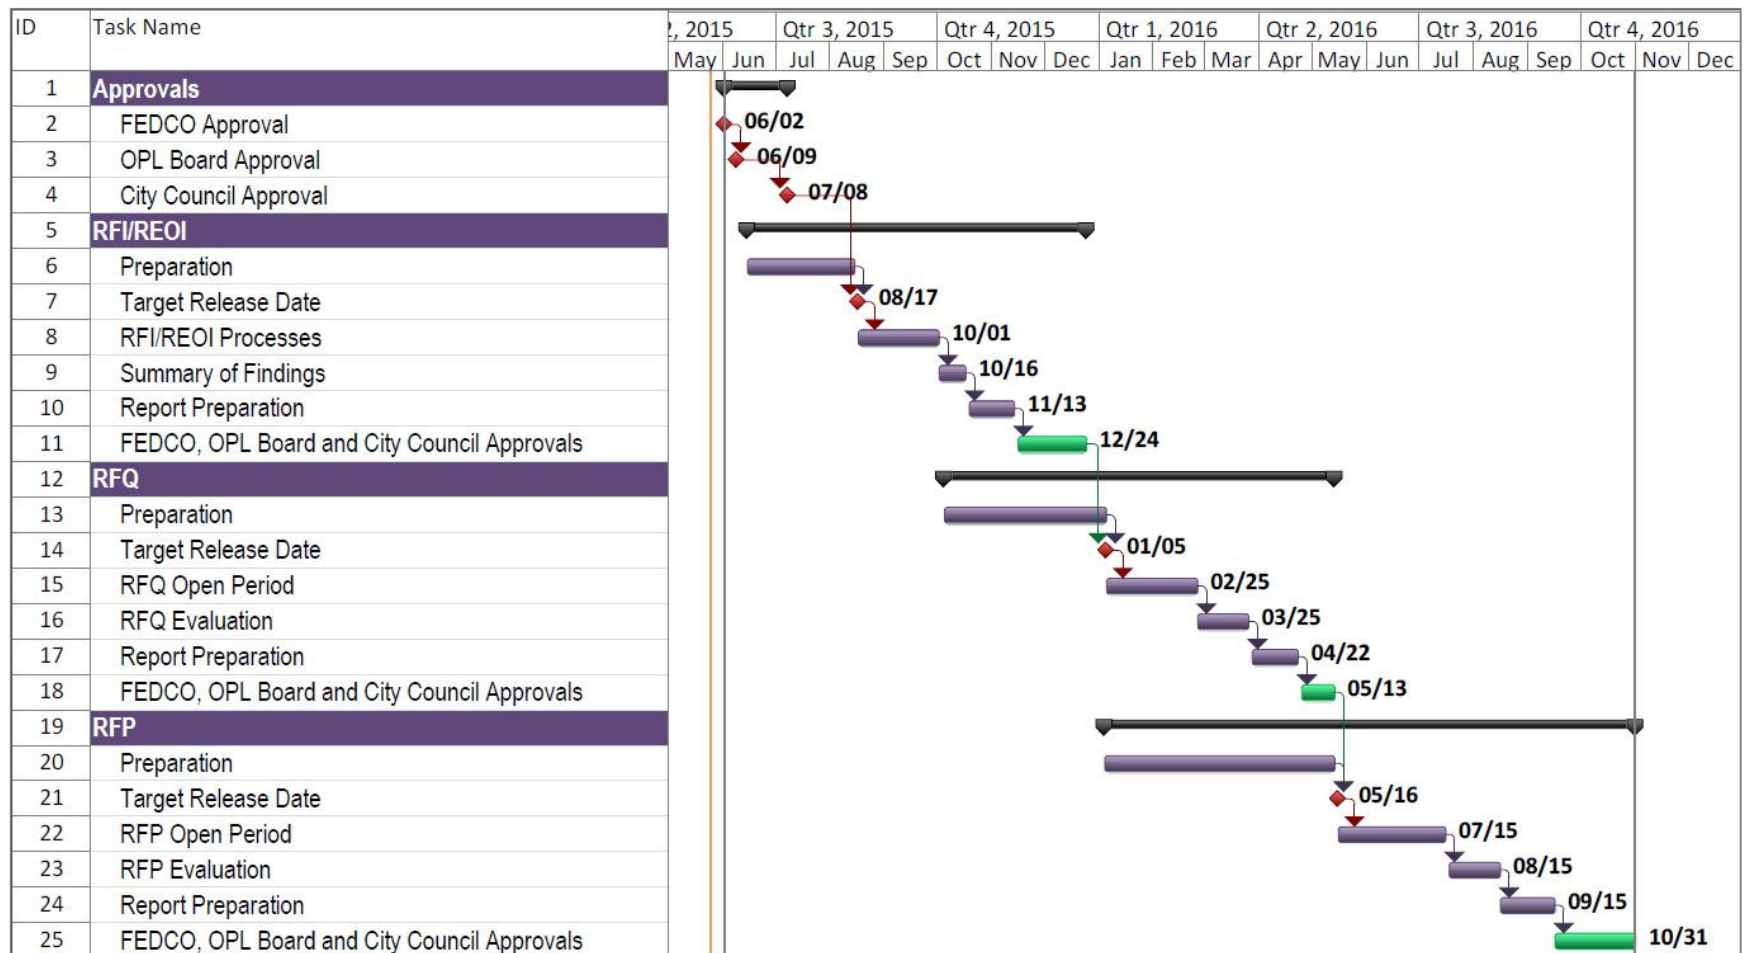 ID Task Name 2, 2015 Qtr 3, 2015 Qtr 4, 2015 Qtr 1, 2016 Qtr 2, 2016 Qtr 3, 2016 Qtr 4, 2016
May Jun Jul Aug Sep Oct Nov Dec Jan Feb Mar Apr May Jun Jul Aug Sep Oct Nov Dec
1 Approvals
2 FEDCO Approval 06/02
3 OPL Board Approval 06/09
4 City Council Approval 07/08
5 RFI/REOI
6 Preparation
7 Target Release Date 08/17
8 RFI/REOI Processes 10/01
9 Summary of Findings 10/16
10 Report Preparation 11/13
11 FEDCO, OPL Board and City Council Approvals 12/24
12 RFQ
13 Preparation
14 Target Release Date 01/05
15 RFQ Open Period 02/25
16 RFQ Evaluation 03/25
17 Report Preparation 04/22
18 FEDCO, OPL Board and City Council Approvals 05/13
19 RFP
20 Preparation
21 Target Release Date 05/16
22 RFP Open Period 07/15
23 RFP Evaluation 08/15
24 Report Preparation 09/15
25 FEDCO, OPL Board and City Council Approvals 10/31